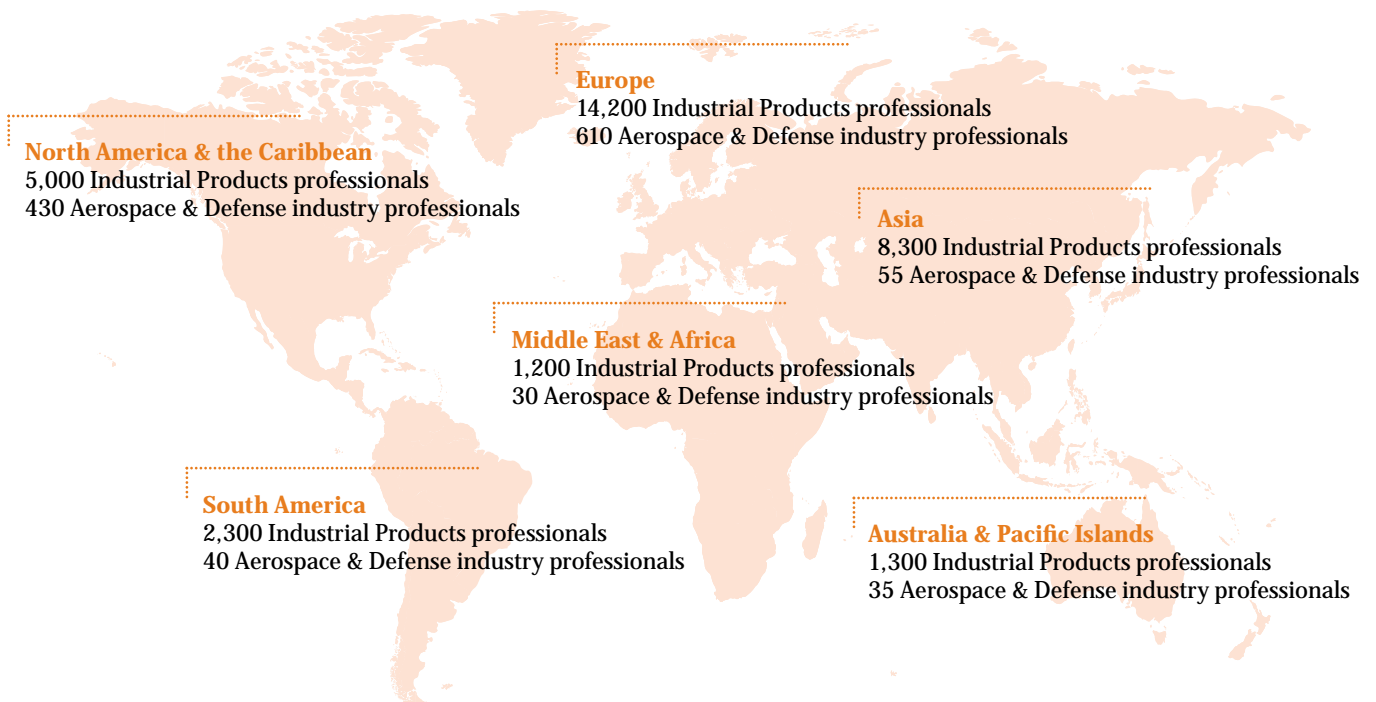 Europe
14,200 Industrial Products professionals
610 Aerospace & Defense industry professionals
North America & the Caribbean
5,000 Industrial Products professionals
430 Aerospace & Defense industry professionals
Asia
8,300 Industrial Products professionals
55 Aerospace & Defense industry professionals
Middle East & Africa
1,200 Industrial Products professionals
30 Aerospace & Defense industry professionals
South America
2,300 Industrial Products professionals
40 Aerospace & Defense industry professionals
Australia & Pacific Islands
1,300 Industrial Products professionals
35 Aerospace & Defense industry professionals